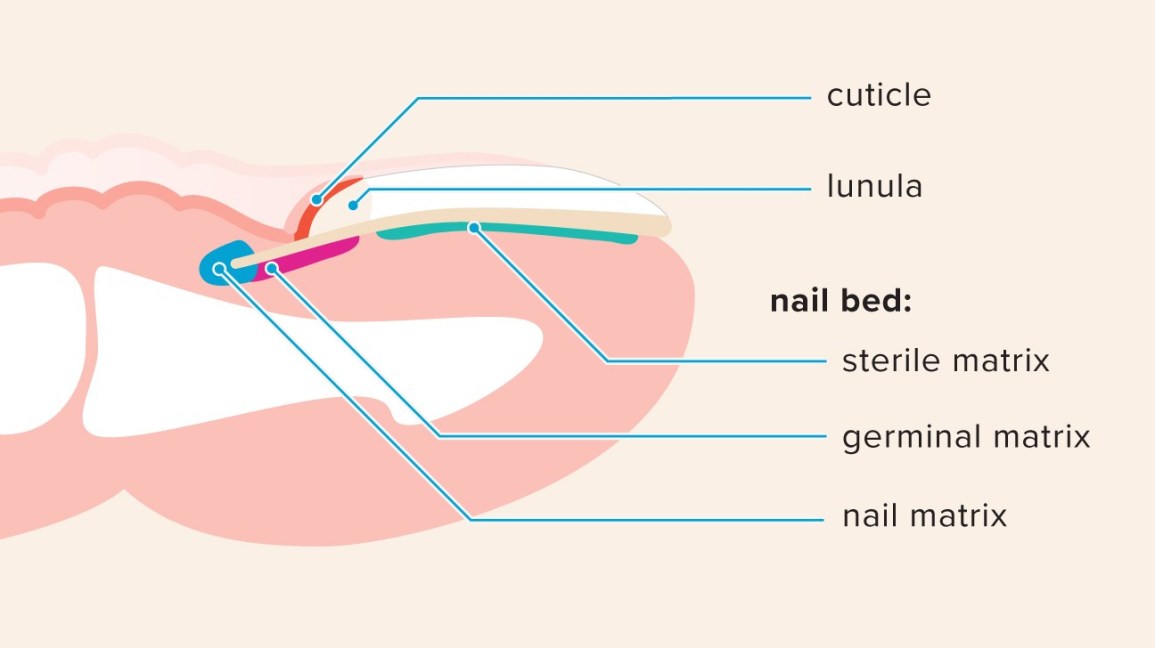 cuticle
lunula
nail bed:
sterile matrix
germinal matrix
nail matrix